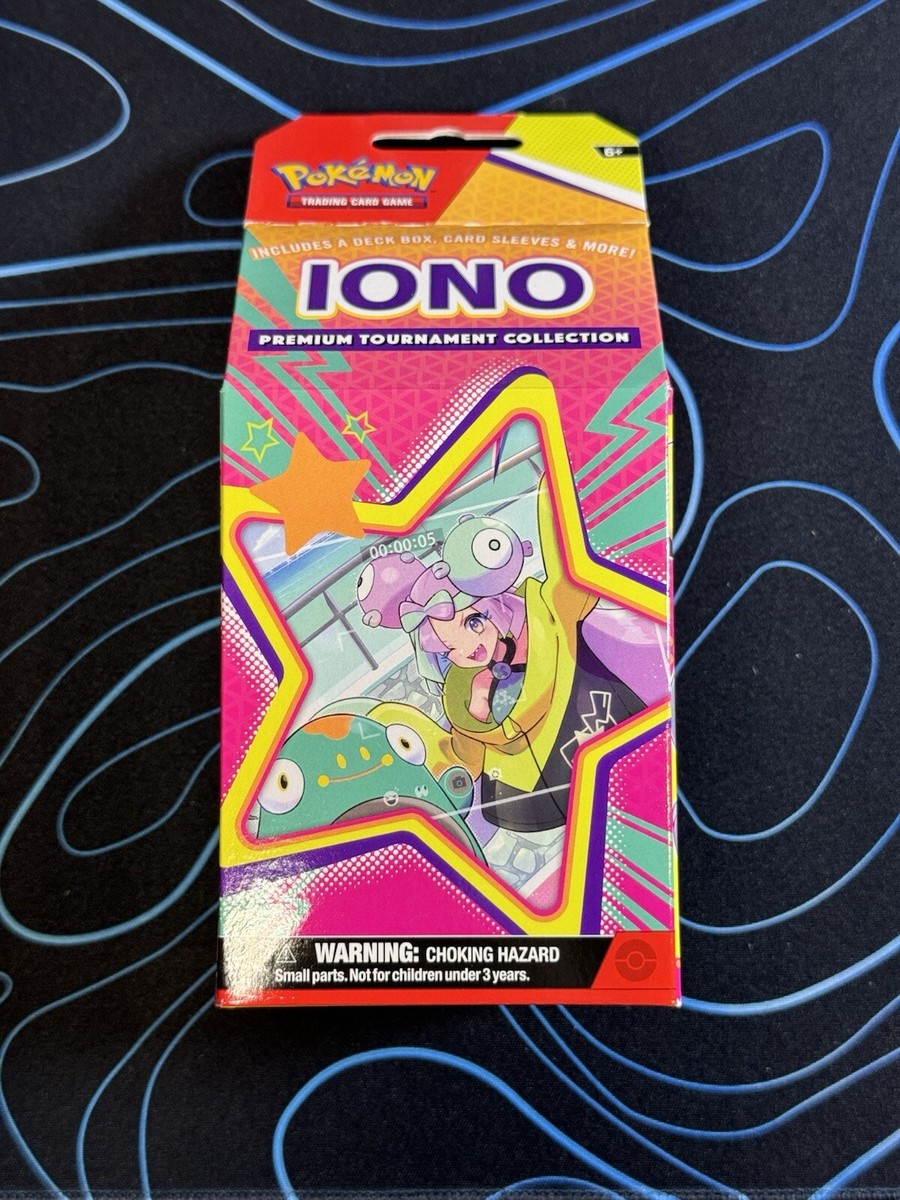 POKéMON
TRADING CARD GAME
6+
INCLUDES A DECK BOX, CARD SLEEVES & MORE!
IONO
PREMIUM TOURNAMENT COLLECTION
00:00:05
WARNING: CHOKING HAZARD
Small parts. Not for children under 3 years.